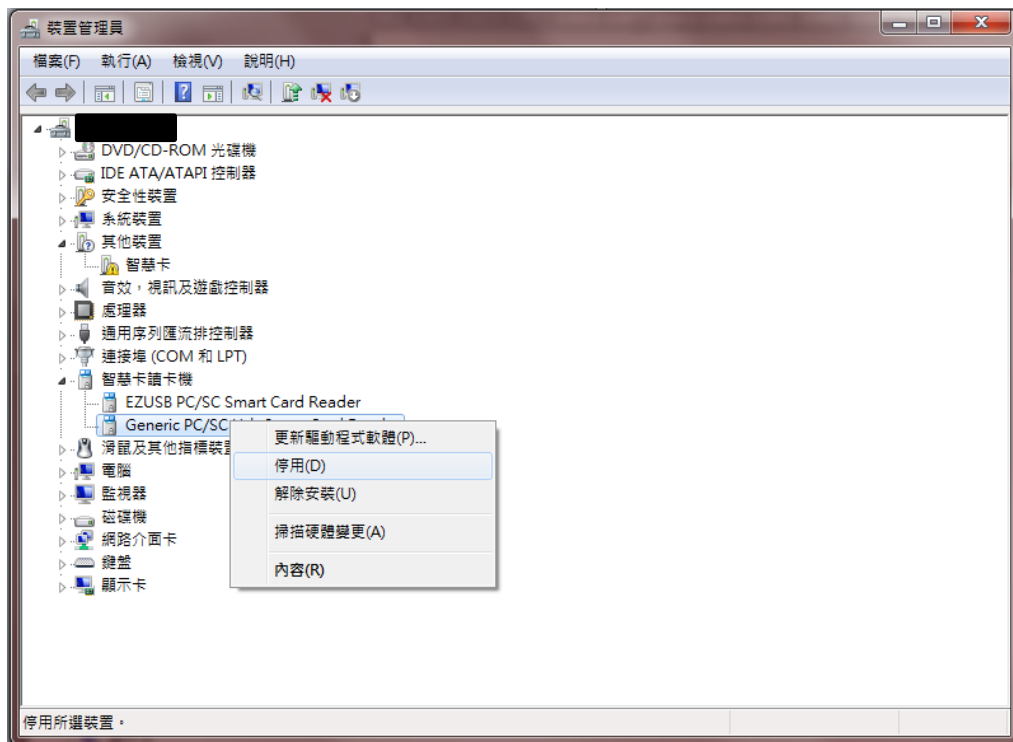 裝置管理員
檔案(F) 執行(A) 檢視(V) 說明(H)
DVD/CD-ROM 光碟機
IDE ATA/ATAPI 控制器
安全性裝置
系統裝置
其他裝置
智慧卡
音效，視訊及遊戲控制器
處理器
通用序列匯流排控制器
連接埠 (COM 和 LPT)
智慧卡讀卡機
EZUSB PC/SC Smart Card Reader
Generic PC/SC
滑鼠及其他指標裝置
電腦
監視器
磁碟機
網路介面卡
鍵盤
顯示卡
更新驅動程式軟體(P)...
停用(D)
解除安裝(U)
掃描硬體變更(A)
內容(R)
停用所選裝置。